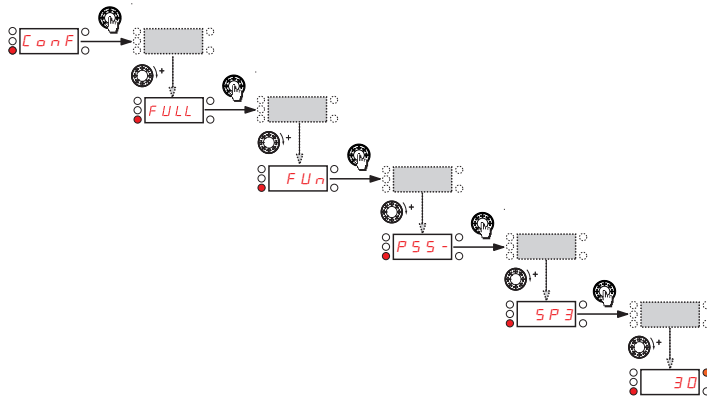 ConF
+
FULL
+
FUn
+
PSS-
+
SP3
+
30